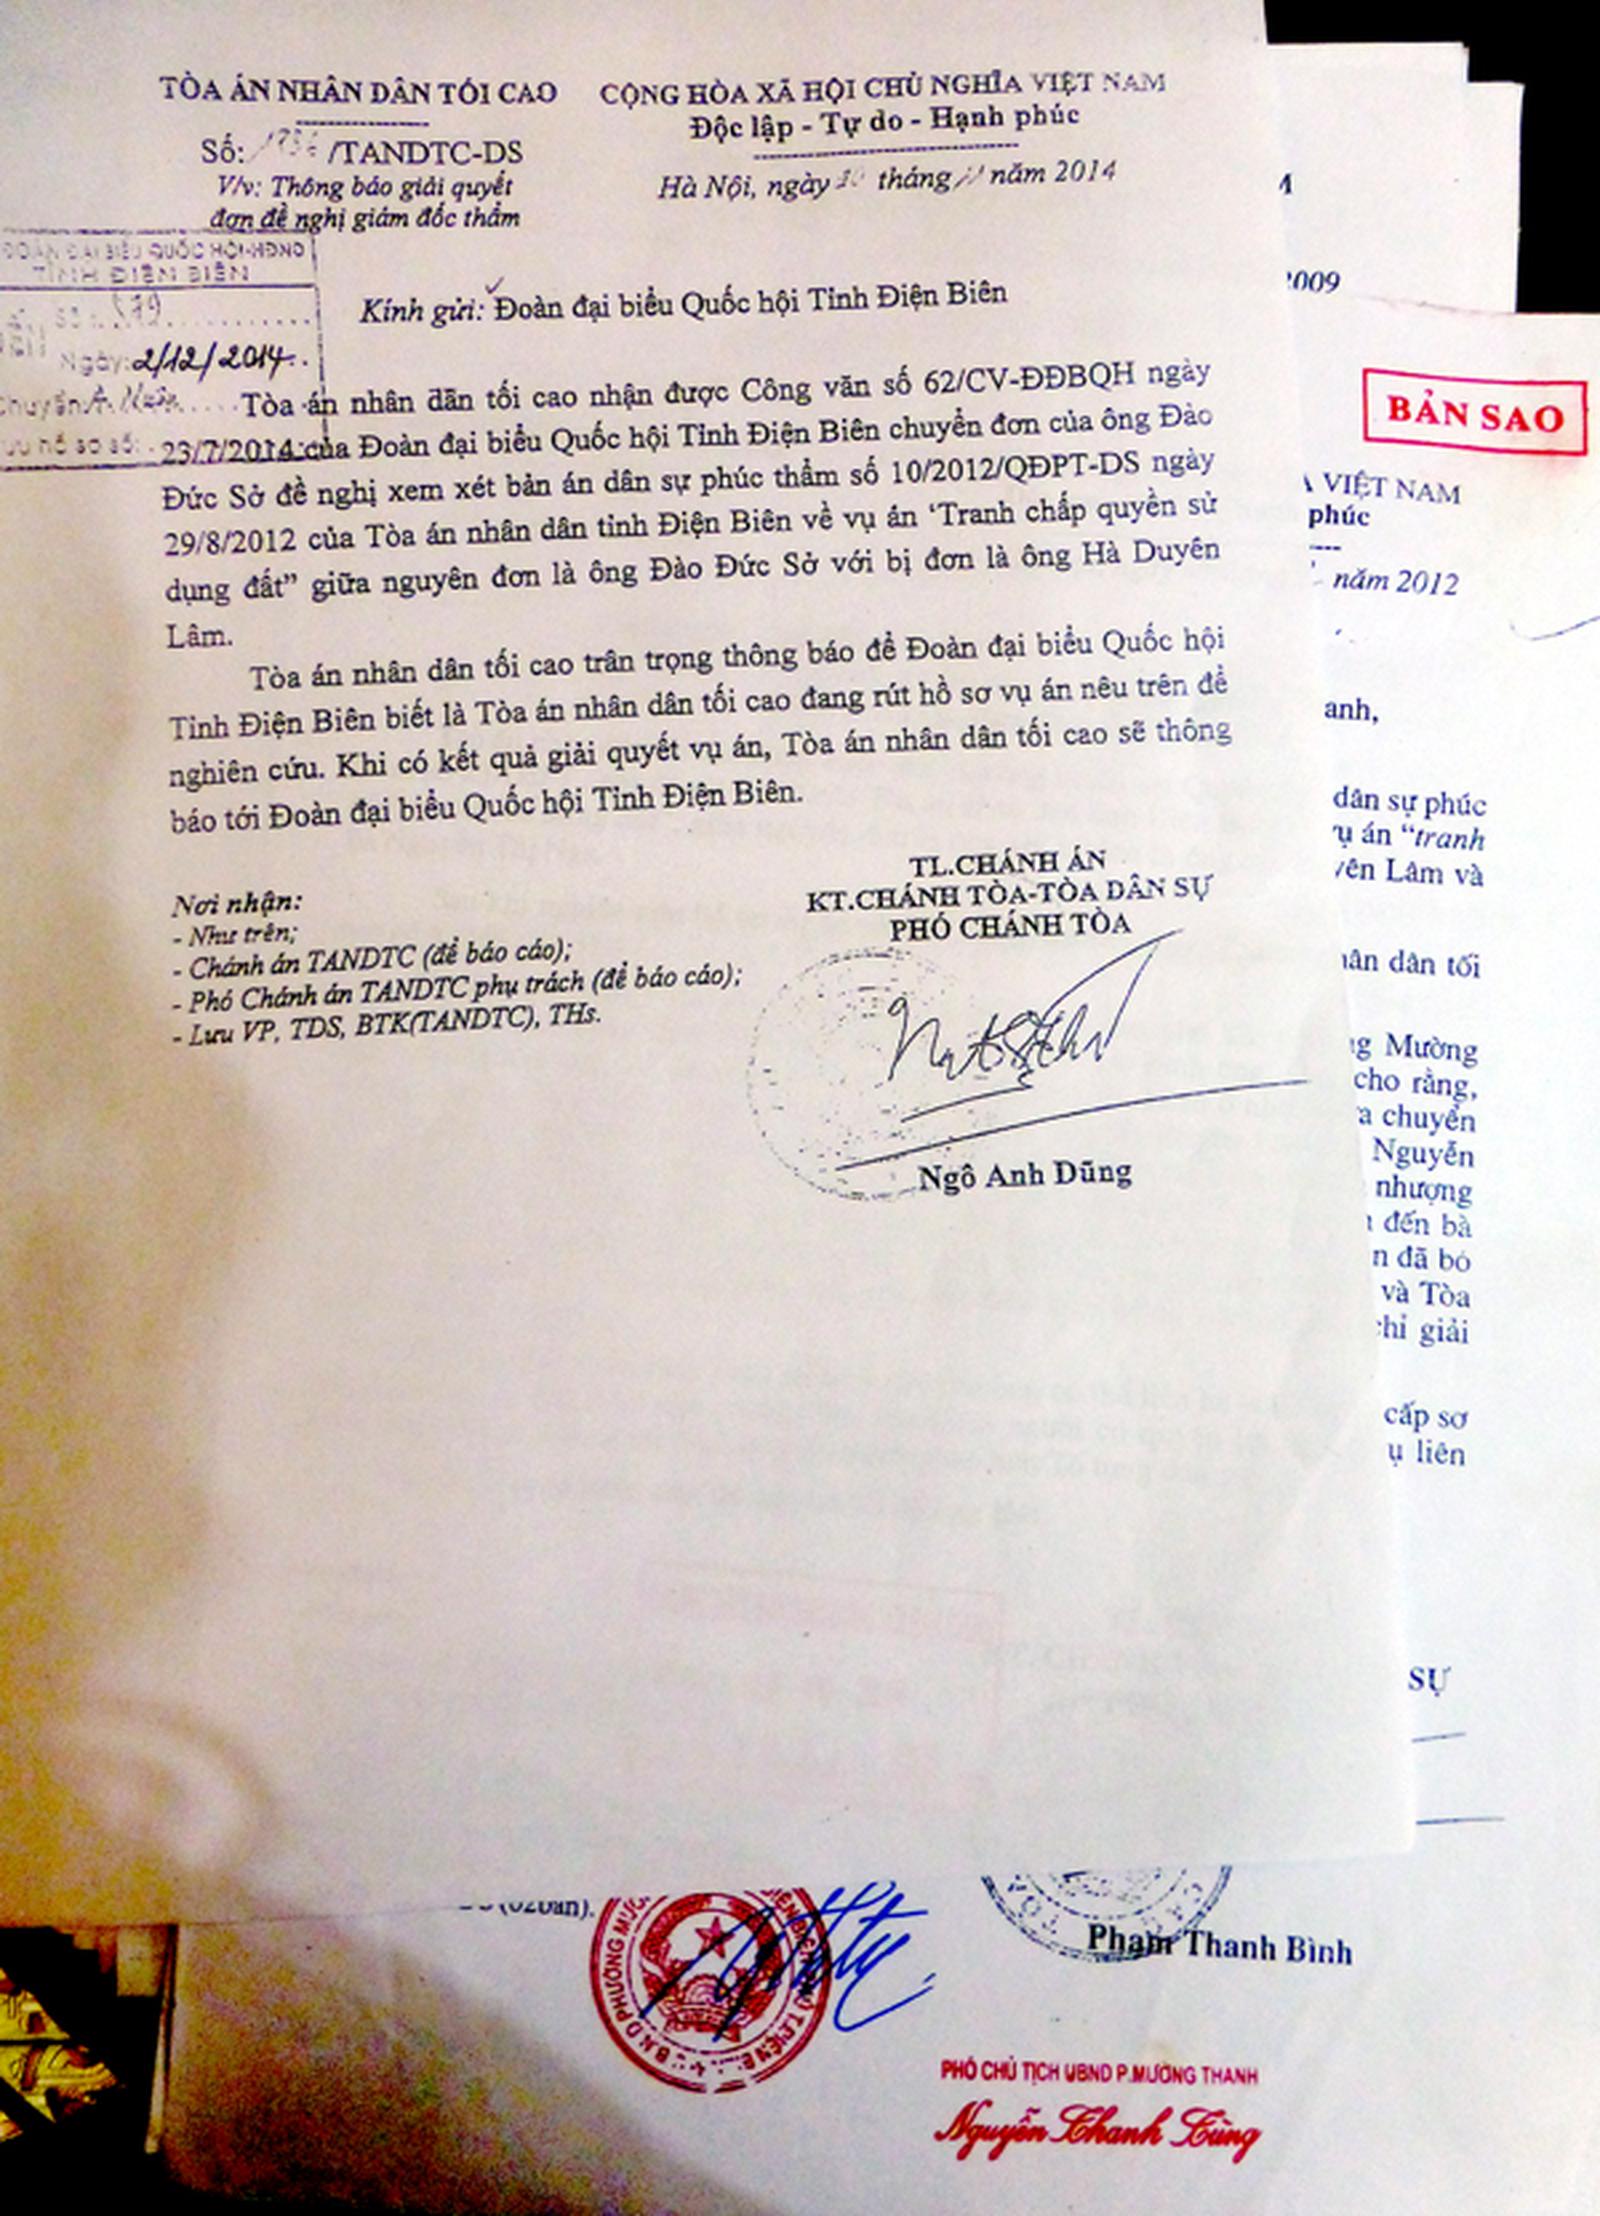 TÒA ÁN NHÂN DÂN TỐI CAO
Số: /TANDTC-DS
V/v: Thông báo giải quyết
đơn đề nghị giám đốc thẩm
CỘNG HÒA XÃ HỘI CHỦ NGHĨA VIỆT NAM
Độc lập - Tự do - Hạnh phúc
Hà Nội, ngày tháng năm 2014
ĐOÀN ĐẠI BIỂU QUỐC HỘI-HĐND
TỈNH ĐIỆN BIÊN
Ngày: 2/12/2014
Kính gửi: Đoàn đại biểu Quốc hội Tỉnh Điện Biên
Tòa án nhân dân tối cao nhận được Công văn số 62/CV-ĐĐBQH ngày
23/7/2014 của Đoàn đại biểu Quốc hội Tỉnh Điện Biên chuyển đơn của ông Đào
Đức Sở đề nghị xem xét bản án dân sự phúc thẩm số 10/2012/QĐPT-DS ngày
29/8/2012 của Tòa án nhân dân tỉnh Điện Biên về vụ án ‘Tranh chấp quyền sử
dụng đất” giữa nguyên đơn là ông Đào Đức Sở với bị đơn là ông Hà Duyên
Lâm.
Tòa án nhân dân tối cao trân trọng thông báo để Đoàn đại biểu Quốc hội
Tỉnh Điện Biên biết là Tòa án nhân dân tối cao đang rút hồ sơ vụ án nêu trên để
nghiên cứu. Khi có kết quả giải quyết vụ án, Tòa án nhân dân tối cao sẽ thông
báo tới Đoàn đại biểu Quốc hội Tỉnh Điện Biên.
Nơi nhận:
- Như trên;
- Chánh án TANDTC (để báo cáo);
- Phó Chánh án TANDTC phụ trách (để báo cáo);
- Lưu VP, TDS, BTK(TANDTC), THs.
TL.CHÁNH ÁN
KT.CHÁNH TÒA-TÒA DÂN SỰ
PHÓ CHÁNH TÒA
Ngô Anh Dũng
2009
BẢN SAO
VIỆT NAM
phúc
năm 2012
anh,
dân sự phúc
vụ án “tranh
yên Lâm và
hân dân tối
Mường
cho rằng,
chuyển
Nguyễn
nhượng
đến bà
đã bỏ
và Tòa
chỉ giải
cấp sơ
liên
SỰ
Phạm Thanh Bình
PHÓ CHỦ TỊCH UBND P.MƯỜNG THANH
Nguyễn Thanh Tùng